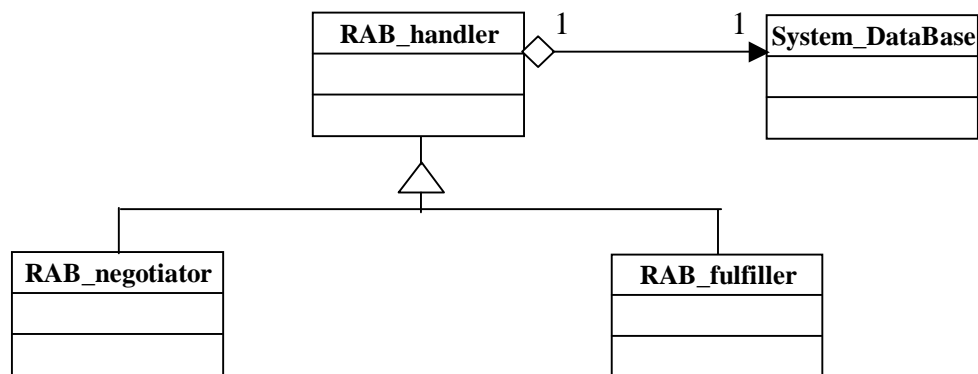 RAB_handler
1
1
System_DataBase
RAB_negotiator
RAB_fulfiller